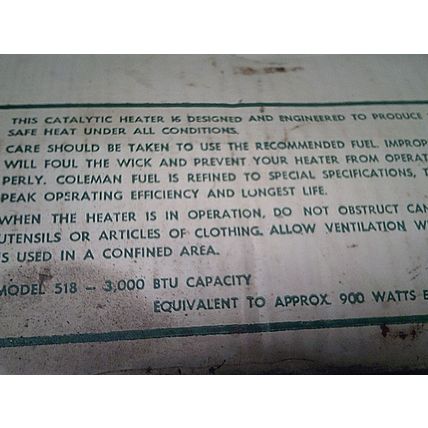 THIS CATALYTIC HEATER IS DESIGNED AND ENGINEERED TO PRODUCE
SAFE HEAT UNDER ALL CONDITIONS.
CARE SHOULD BE TAKEN TO USE THE RECOMMENDED FUEL. IMPROP
WILL FOUL THE WICK AND PREVENT YOUR HEATER FROM OPERAT
PERLY. COLEMAN FUEL IS REFINED TO SPECIAL SPECIFICATIONS, T
PEAK OPERATING EFFICIENCY AND LONGEST LIFE.
WHEN THE HEATER IS IN OPERATION, DO NOT OBSTRUCT CAN
UTENSILS OR ARTICLES OF CLOTHING. ALLOW VENTILATION W
IS USED IN A CONFINED AREA.
MODEL 518 – 3,000 BTU CAPACITY
EQUIVALENT TO APPROX. 900 WATTS E